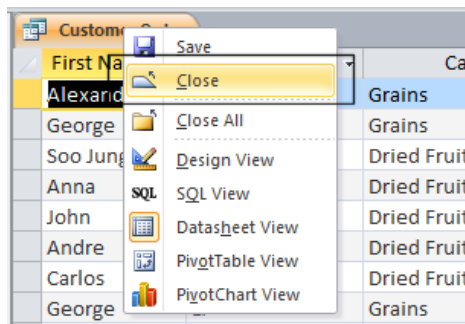 Custome
Save
First Na Ca
Close
Alexand Grains
George Close All Grains
Soo Jung Design View Dried Fruit
Anna SQL SQL View Dried Fruit
John Datasheet View Dried Fruit
Andre PivotTable View Dried Fruit
Carlos Dried Fruit
George PivotChart View Grains